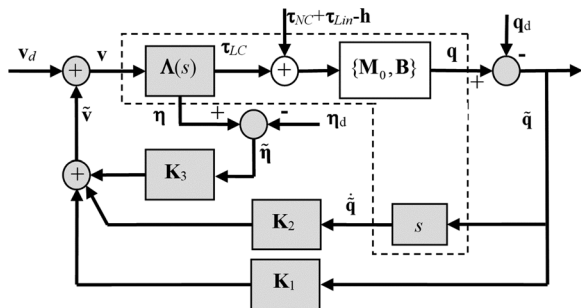 τNC+τLin-h
qd
vd
v
Λ(s)
τLC
{M0,B}
q
-
+
+
+
ṽ
η
+
-
ηd
q̃
η̃
+
K3
q̃̇
K2
s
K1